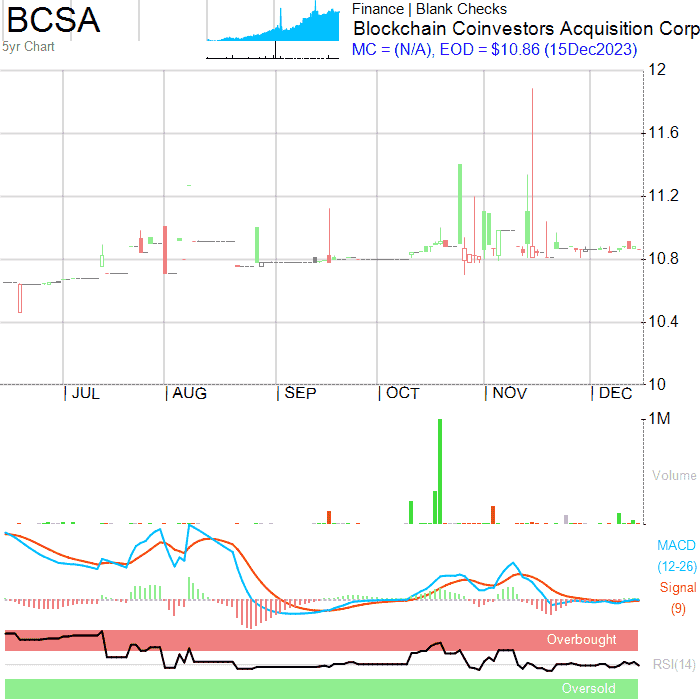 BCSA
5yr Chart
Finance | Blank Checks
Blockchain Coinvestors Acquisition Corp
MC = (N/A), EOD = $10.86 (15Dec2023)
12
11.6
11.2
10.8
10.4
10
JUL AUG SEP OCT NOV DEC
1M
Volume
MACD
(12-26)
Signal
(9)
Overbought
RSI(14)
Oversold